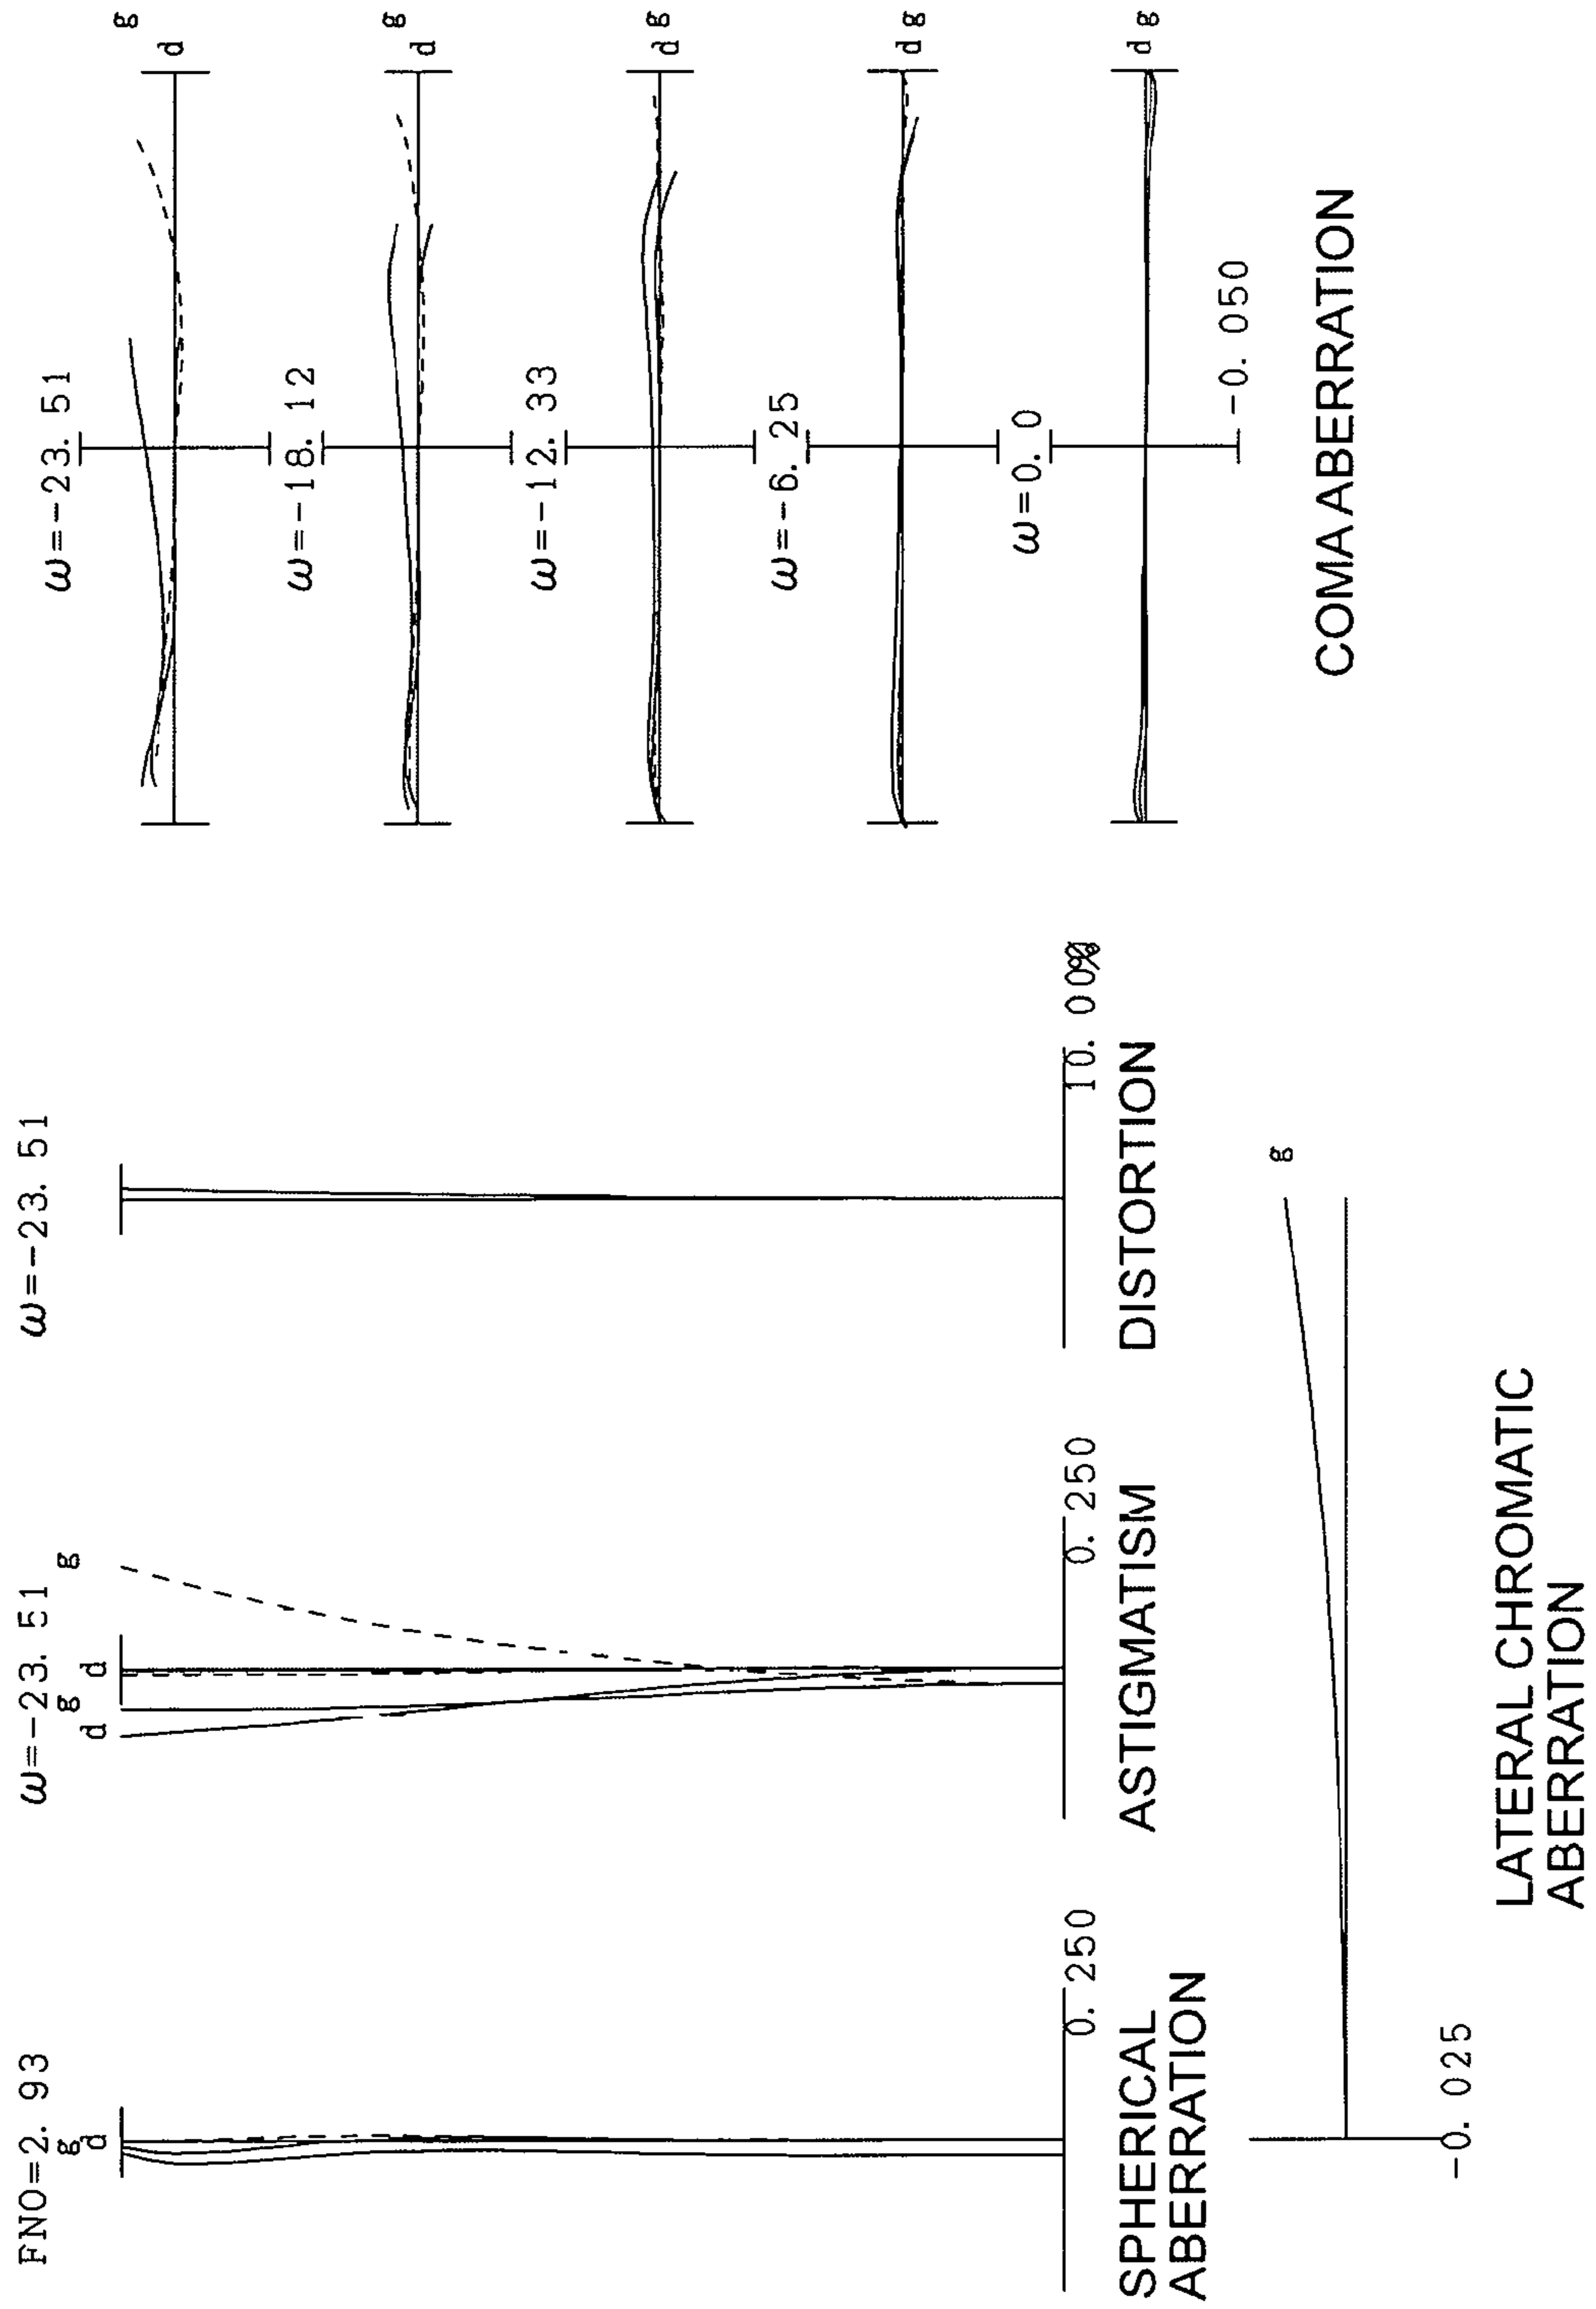 FNO=2. 93
g
d
0. 250
SPHERICAL
ABERRATION
ω=-23. 51
d
g
d
g
0. 250
ASTIGMATISM
ω=-23. 51
10. 00%
DISTORTION
g
-0. 025
LATERAL CHROMATIC
ABERRATION
ω=-23. 51
g
d
ω=-18. 12
g
d
ω=-12. 33
d g
ω=-6. 25
d g
ω=0. 0
d g
-0. 050
COMA ABERRATION